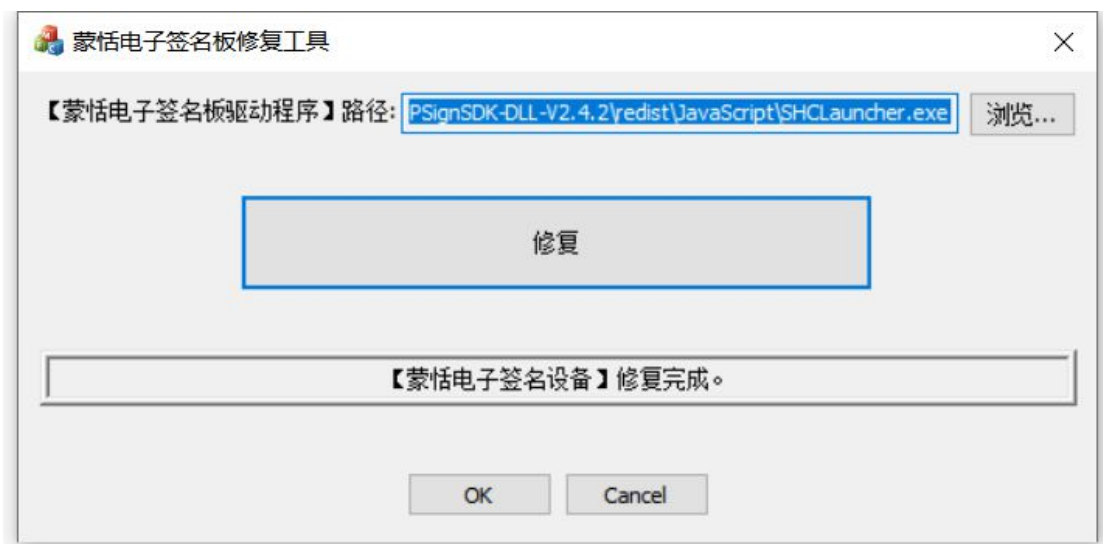 蒙恬电子签名板修复工具
【蒙恬电子签名板驱动程序】路径: PSignSDK-DLL-V2.4.2\redist\JavaScript\SHCLauncher.exe 浏览...
修复
【蒙恬电子签名设备】修复完成。
OK Cancel